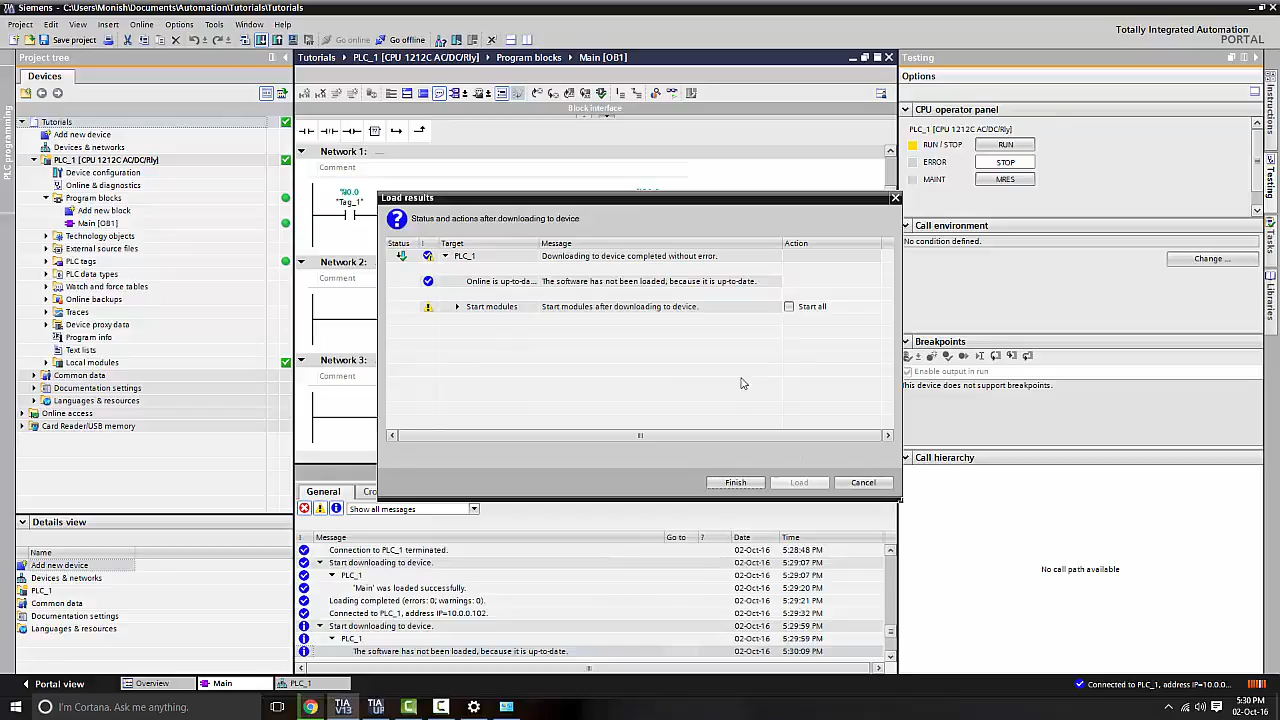 Siemens - C:\Users\Monish\Documents\Automation\Tutorials\Tutorials
Project Edit View Insert Online Options Tools Window Help
Totally Integrated Automation
PORTAL
Save project
Go online
Go offline
Project tree
Devices
PLC programming
Tutorials
Add new device
Devices & networks
PLC_1 [CPU 1212C AC/DC/Rly]
Device configuration
Online & diagnostics
Program blocks
Add new block
Main [OB1]
Technology objects
External source files
PLC tags
PLC data types
Watch and force tables
Online backups
Traces
Device proxy data
Program info
Text lists
Local modules
Common data
Documentation settings
Languages & resources
Online access
Card Reader/USB memory
Details view
Name
Add new device
Devices & networks
PLC_1
Common data
Documentation settings
Languages & resources
Tutorials PLC_1 [CPU 1212C AC/DC/Rly] Program blocks Main [OB1]
Block interface
Network 1:
Comment
"Tag_1"
Network 2:
Comment
Network 3:
Comment
Load results
Status and actions after downloading to device
Status ! Target Message Action
PLC_1 Downloading to device completed without error.
Online is up-to-da... The software has not been loaded, because it is up-to-date.
Start modules Start modules after downloading to device. Start all
Finish Load Cancel
General
Show all messages
! Message Go to ? Date Time
Connection to PLC_1 terminated. 02-Oct-16 5:28:48 PM
Start downloading to device. 02-Oct-16 5:29:07 PM
PLC_1 02-Oct-16 5:29:07 PM
'Main' was loaded successfully. 02-Oct-16 5:29:20 PM
Loading completed (errors: 0; warnings: 0). 02-Oct-16 5:29:21 PM
Connected to PLC_1, address IP=10.0.0.102. 02-Oct-16 5:29:32 PM
Start downloading to device. 02-Oct-16 5:29:59 PM
PLC_1 02-Oct-16 5:29:59 PM
The software has not been loaded, because it is up-to-date. 02-Oct-16 5:30:09 PM
Testing
Options
CPU operator panel
PLC_1 [CPU 1212C AC/DC/Rly]
RUN / STOP RUN
ERROR STOP
MAINT MRES
Call environment
No condition defined.
Change ...
Breakpoints
Enable output in run
This device does not support breakpoints.
Call hierarchy
No call path available
Instructions
Testing
Tasks
Libraries
Portal view
Overview
Main
PLC_1
Connected to PLC_1, address IP=10.0.0...
I'm Cortana. Ask me anything.
TIA V13
5:30 PM
02-Oct-16